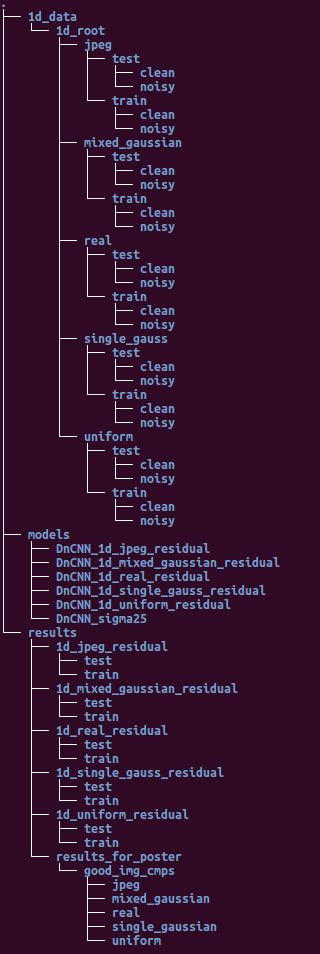 .
1d_data
1d_root
jpeg
test
clean
noisy
train
clean
noisy
mixed_gaussian
test
clean
noisy
train
clean
noisy
real
test
clean
noisy
train
clean
noisy
single_gauss
test
clean
noisy
train
clean
noisy
uniform
test
clean
noisy
train
clean
noisy
models
DnCNN_1d_jpeg_residual
DnCNN_1d_mixed_gaussian_residual
DnCNN_1d_real_residual
DnCNN_1d_single_gauss_residual
DnCNN_1d_uniform_residual
DnCNN_sigma25
results
1d_jpeg_residual
test
train
1d_mixed_gaussian_residual
test
train
1d_real_residual
test
train
1d_single_gauss_residual
test
train
1d_uniform_residual
test
train
results_for_poster
good_img_cmps
jpeg
mixed_gaussian
real
single_gaussian
uniform